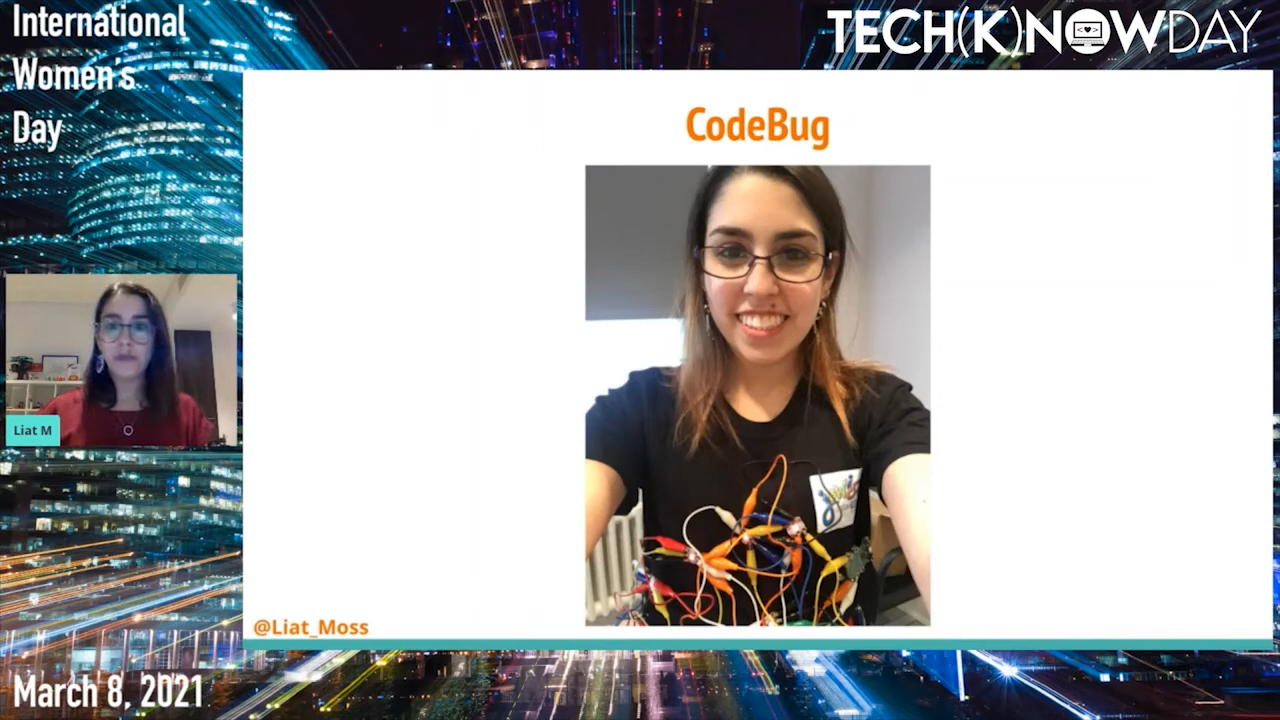 International
Women's
Day
TECH(K)NOWDAY
CodeBug
Liat M
@Liat_Moss
March 8, 2021